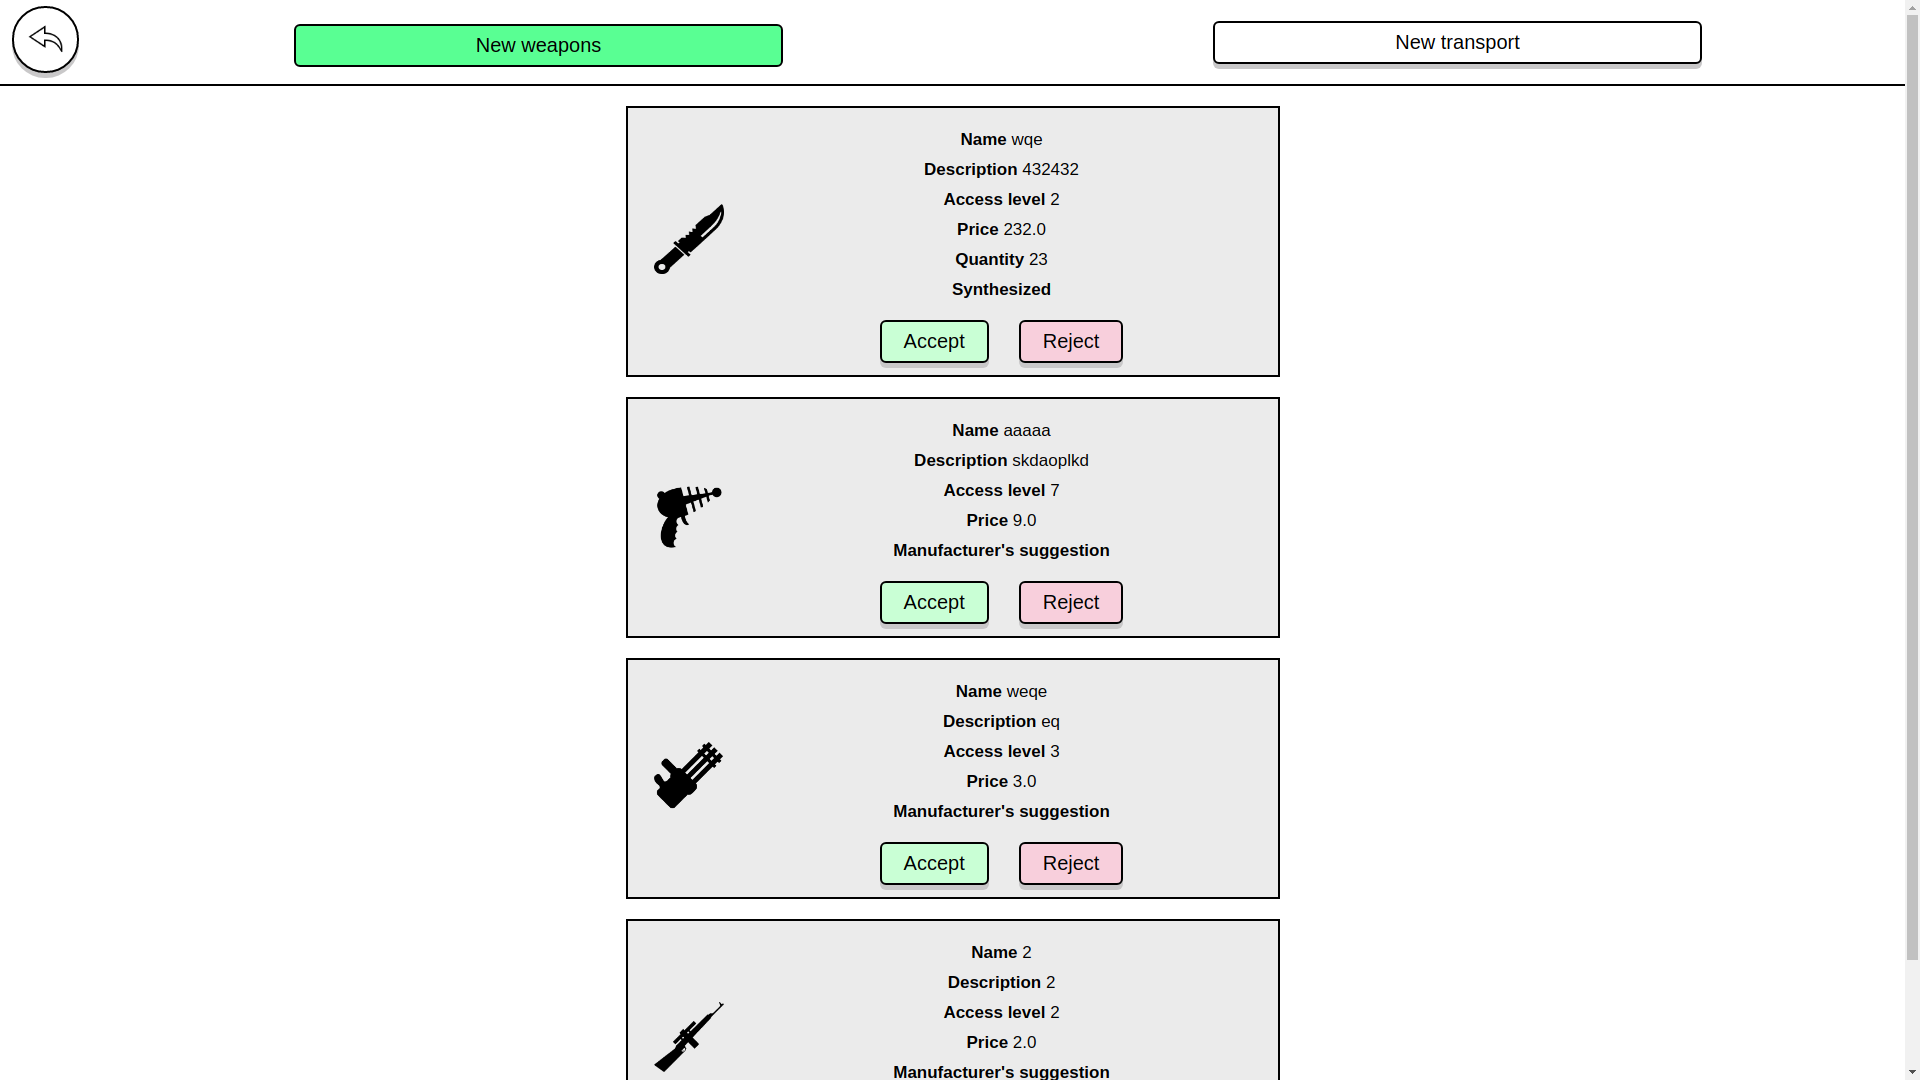 New weapons
New transport
Name wqe
Description 432432
Access level 2
Price 232.0
Quantity 23
Synthesized
Accept
Reject
Name aaaaa
Description skdaoplkd
Access level 7
Price 9.0
Manufacturer's suggestion
Accept
Reject
Name weqe
Description eq
Access level 3
Price 3.0
Manufacturer's suggestion
Accept
Reject
Name 2
Description 2
Access level 2
Price 2.0
Manufacturer's suggestion